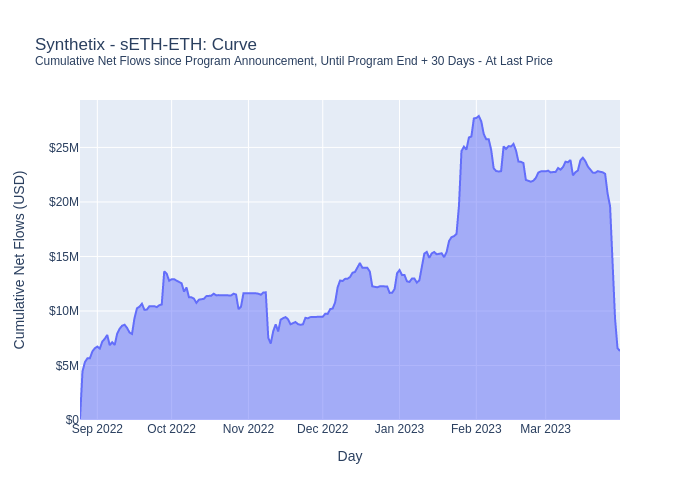 Synthetix - sETH-ETH: Curve
Cumulative Net Flows since Program Announcement, Until Program End + 30 Days - At Last Price
Cumulative Net Flows (USD)
$25M
$20M
$15M
$10M
$5M
$0
Sep 2022 Oct 2022 Nov 2022 Dec 2022 Jan 2023 Feb 2023 Mar 2023
Day